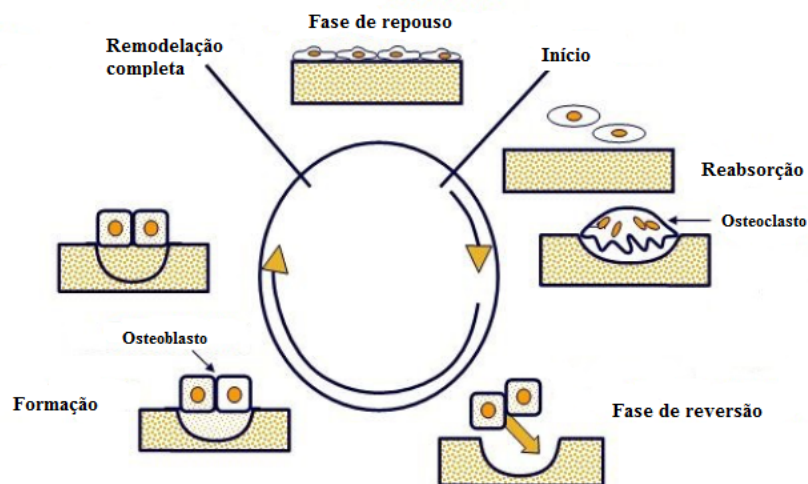 Fase de repouso
Remodelação
completa
Início
Reabsorção
Osteoclasto
Osteoblasto
Formação
Fase de reversão